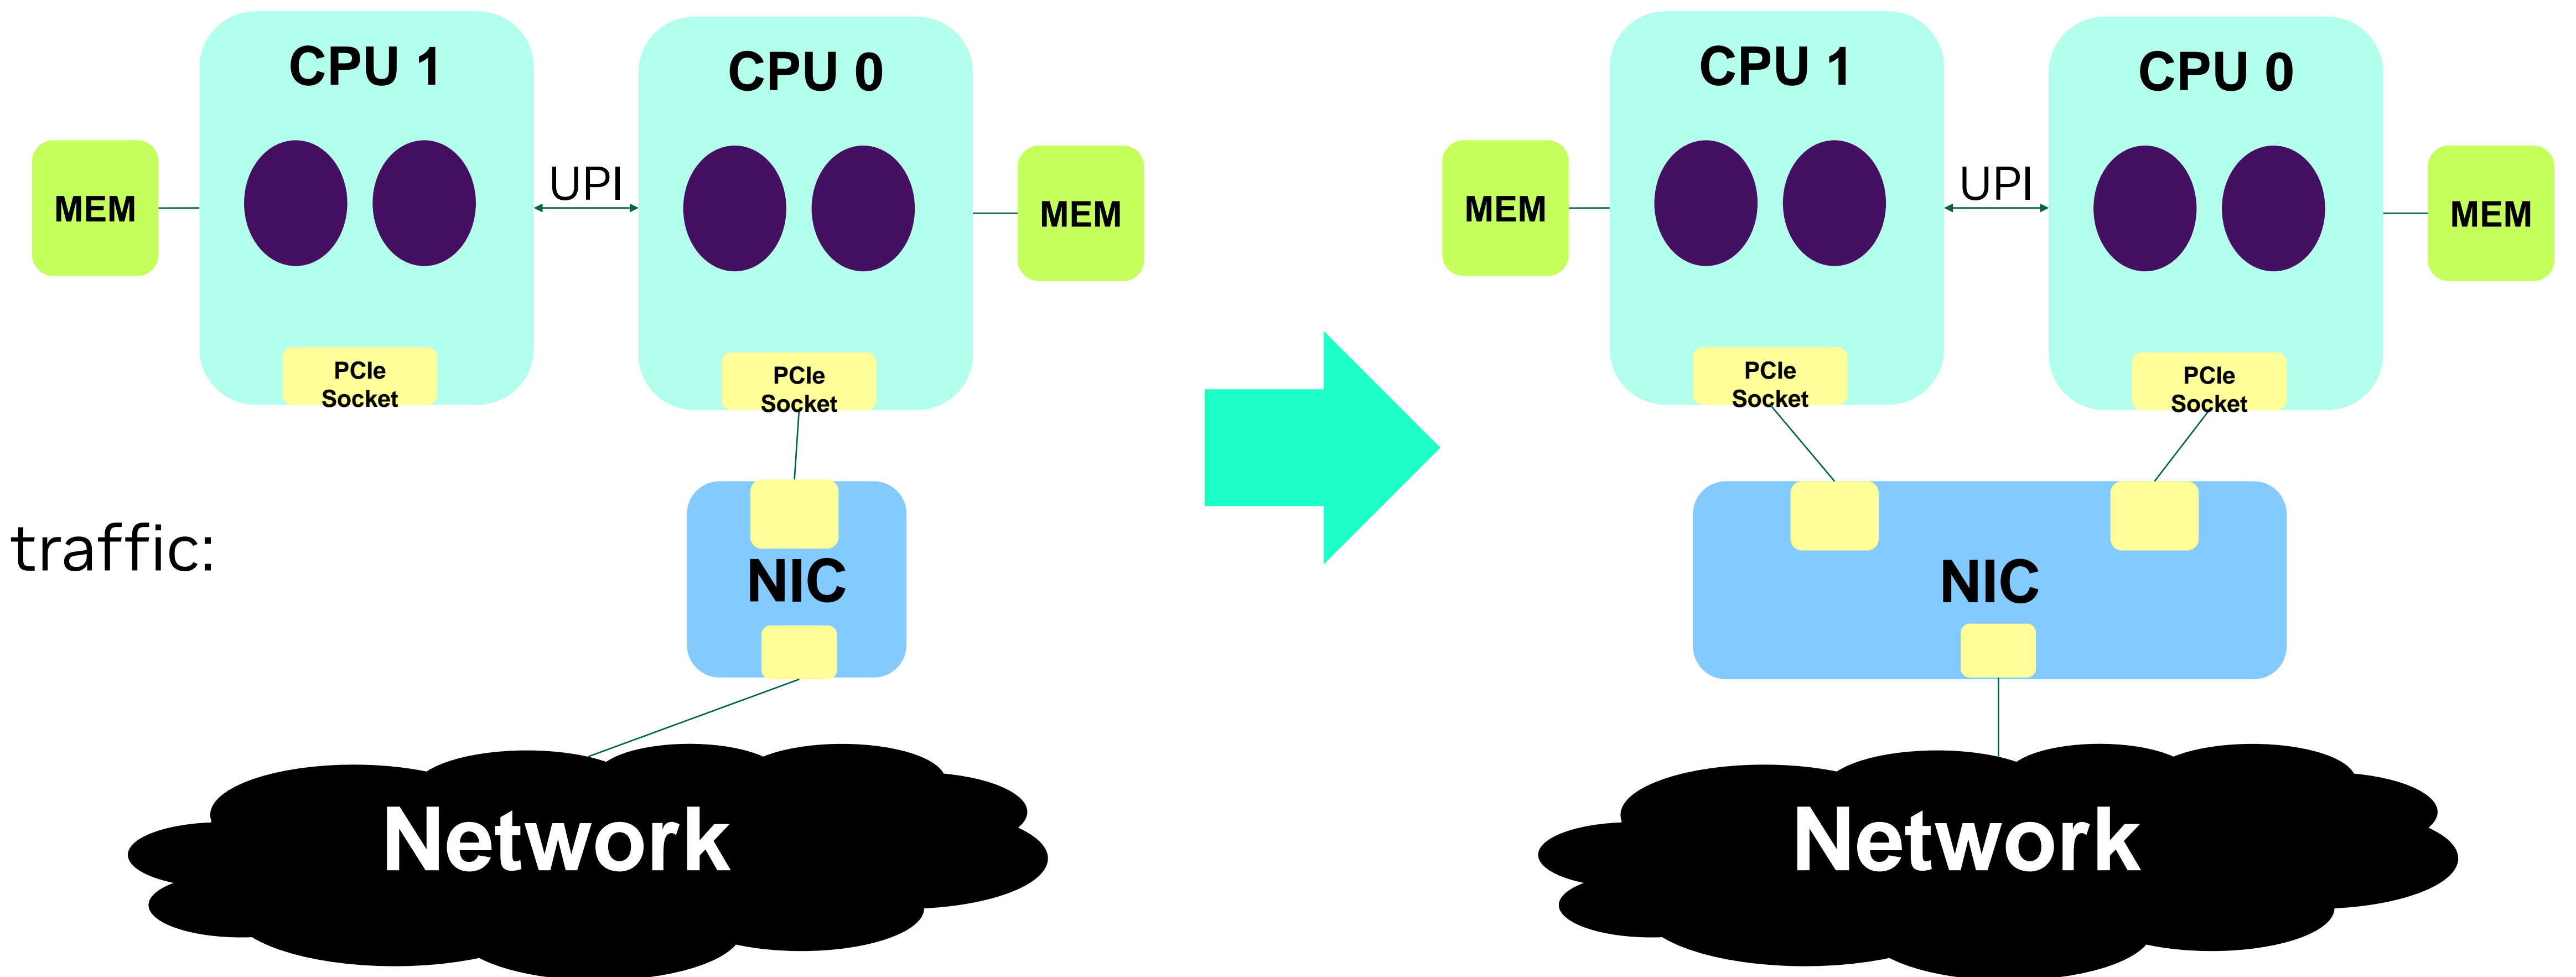 CPU 1
CPU 0
UPI
MEM
MEM
PCIe
Socket
PCIe
Socket
traffic:
NIC
Network
CPU 1
CPU 0
UPI
MEM
MEM
PCIe
Socket
PCIe
Socket
NIC
Network